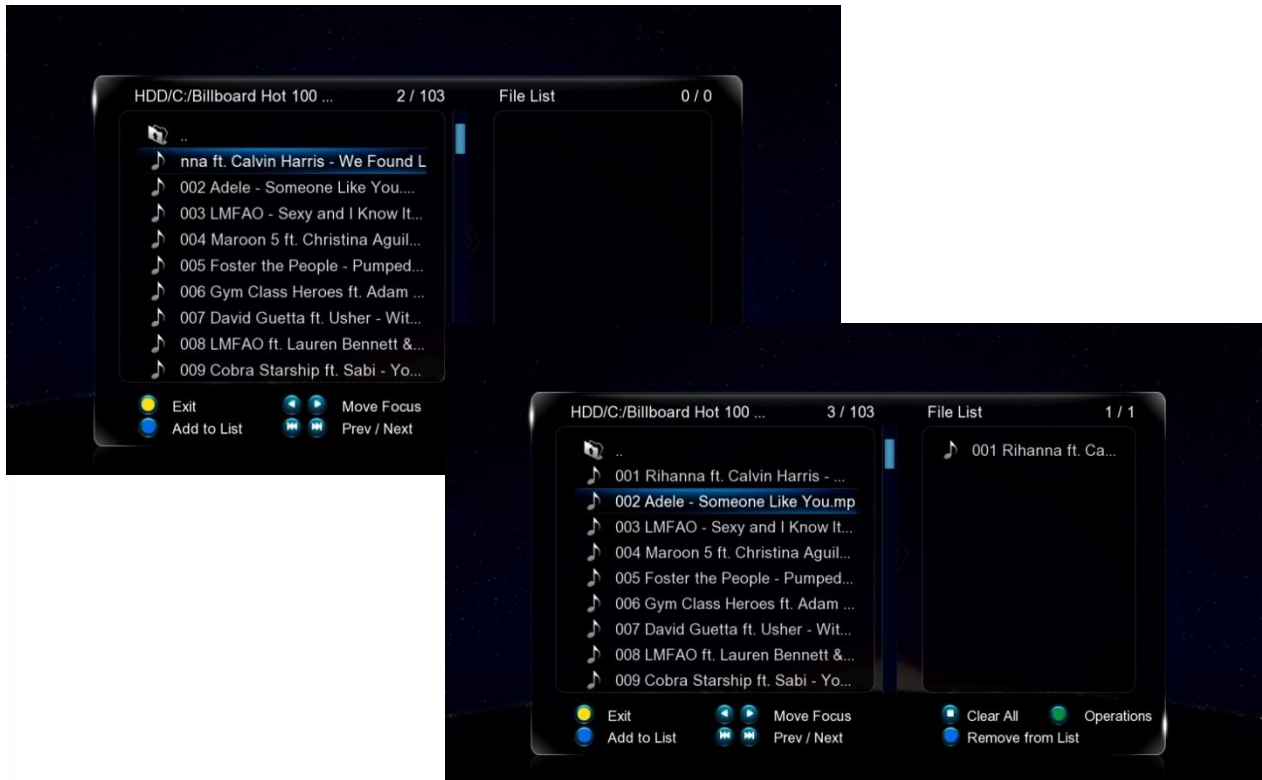 HDD/C:/Billboard Hot 100 ... 2 / 103 File List 0 / 0
..
nna ft. Calvin Harris - We Found L
002 Adele - Someone Like You....
003 LMFAO - Sexy and I Know It...
004 Maroon 5 ft. Christina Aguil...
005 Foster the People - Pumped...
006 Gym Class Heroes ft. Adam ...
007 David Guetta ft. Usher - Wit...
008 LMFAO ft. Lauren Bennett &...
009 Cobra Starship ft. Sabi - Yo...
Exit Move Focus
Add to List Prev / Next
HDD/C:/Billboard Hot 100 ... 3 / 103 File List 1 / 1
.. 001 Rihanna ft. Ca...
001 Rihanna ft. Calvin Harris - ...
002 Adele - Someone Like You.mp
003 LMFAO - Sexy and I Know It...
004 Maroon 5 ft. Christina Aguil...
005 Foster the People - Pumped...
006 Gym Class Heroes ft. Adam ...
007 David Guetta ft. Usher - Wit...
008 LMFAO ft. Lauren Bennett &...
009 Cobra Starship ft. Sabi - Yo...
Exit Move Focus Clear All Operations
Add to List Prev / Next Remove from List